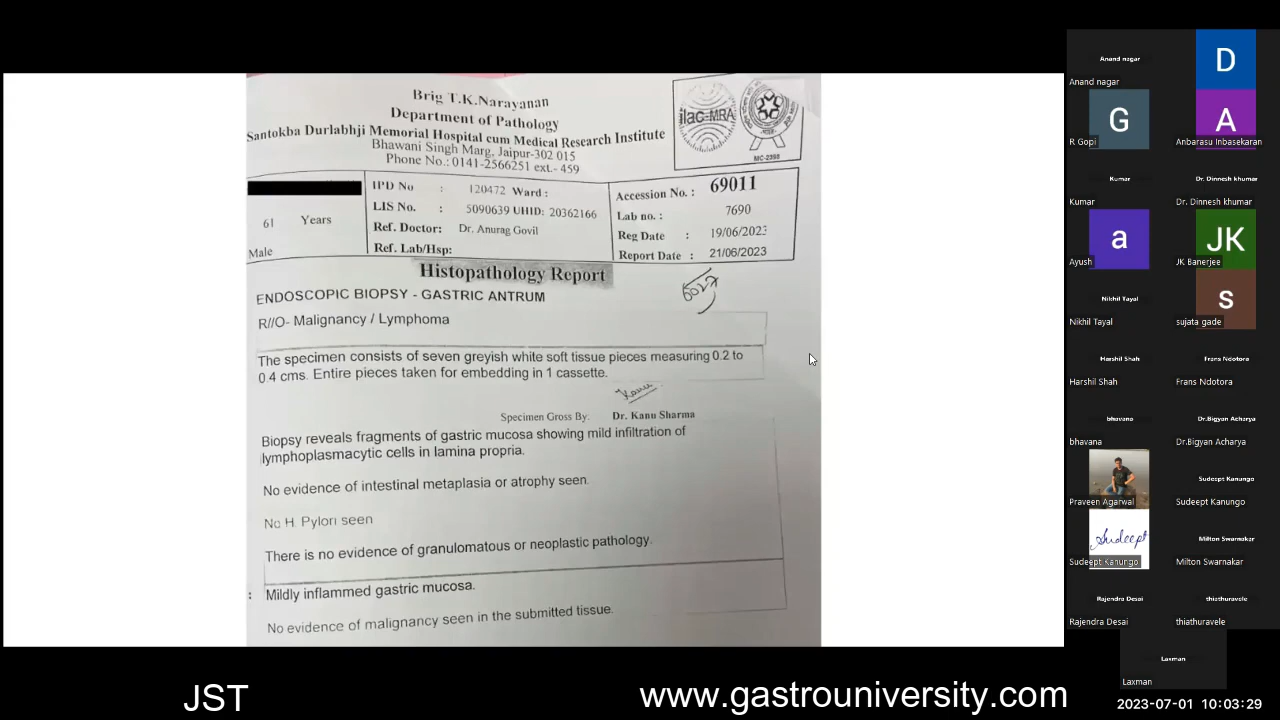 Brig T.K.Narayanan
Department of Pathology
Santokba Durlabhji Memorial Hospital cum Medical Research Institute
Bhawani Singh Marg, Jaipur-302 015
Phone No.: 0141-2566251 ext.- 459
ilac-MRA
MC-2398
61 Years
Male
IPD No : 120472 Ward :
LIS No. : 5090639 UHID: 20362166
Ref. Doctor: Dr. Anurag Govil
Ref. Lab/Hsp:
Accession No. : 69011
Lab no. : 7690
Reg Date : 19/06/2023
Report Date : 21/06/2023
Histopathology Report
ENDOSCOPIC BIOPSY - GASTRIC ANTRUM
R//O- Malignancy / Lymphoma
The specimen consists of seven greyish white soft tissue pieces measuring 0.2 to
0.4 cms. Entire pieces taken for embedding in 1 cassette.
Specimen Gross By: Dr. Kanu Sharma
Biopsy reveals fragments of gastric mucosa showing mild infiltration of
lymphoplasmacytic cells in lamina propria.
No evidence of intestinal metaplasia or atrophy seen.
No H. Pylori seen
There is no evidence of granulomatous or neoplastic pathology.
: Mildly inflammed gastric mucosa.
No evidence of malignancy seen in the submitted tissue.
Anand nagar
Anand nagar
D
G
R Gopi
A
Anbarasu Inbasekaran
Kumar
Kumar
Dr. Dinnesh khumar
Dr. Dinnesh khumar
a
Ayush
JK
JK Banerjee
Nikhil Tayal
Nikhil Tayal
s
sujata gade
Harshil Shah
Harshil Shah
Frans Ndotora
Frans Ndotora
bhavana
bhavana
Dr.Bigyan Acharya
Dr.Bigyan Acharya
Praveen Agarwal
Sudeept Kanungo
Sudeept Kanungo
Sudeept
Sudeept Kanungo
Milton Swarnakar
Milton Swarnakar
Rajendra Desai
Rajendra Desai
thiathuravele
thiathuravele
Laxman
Laxman
JST
www.gastrouniversity.com
2023-07-01 10:03:29